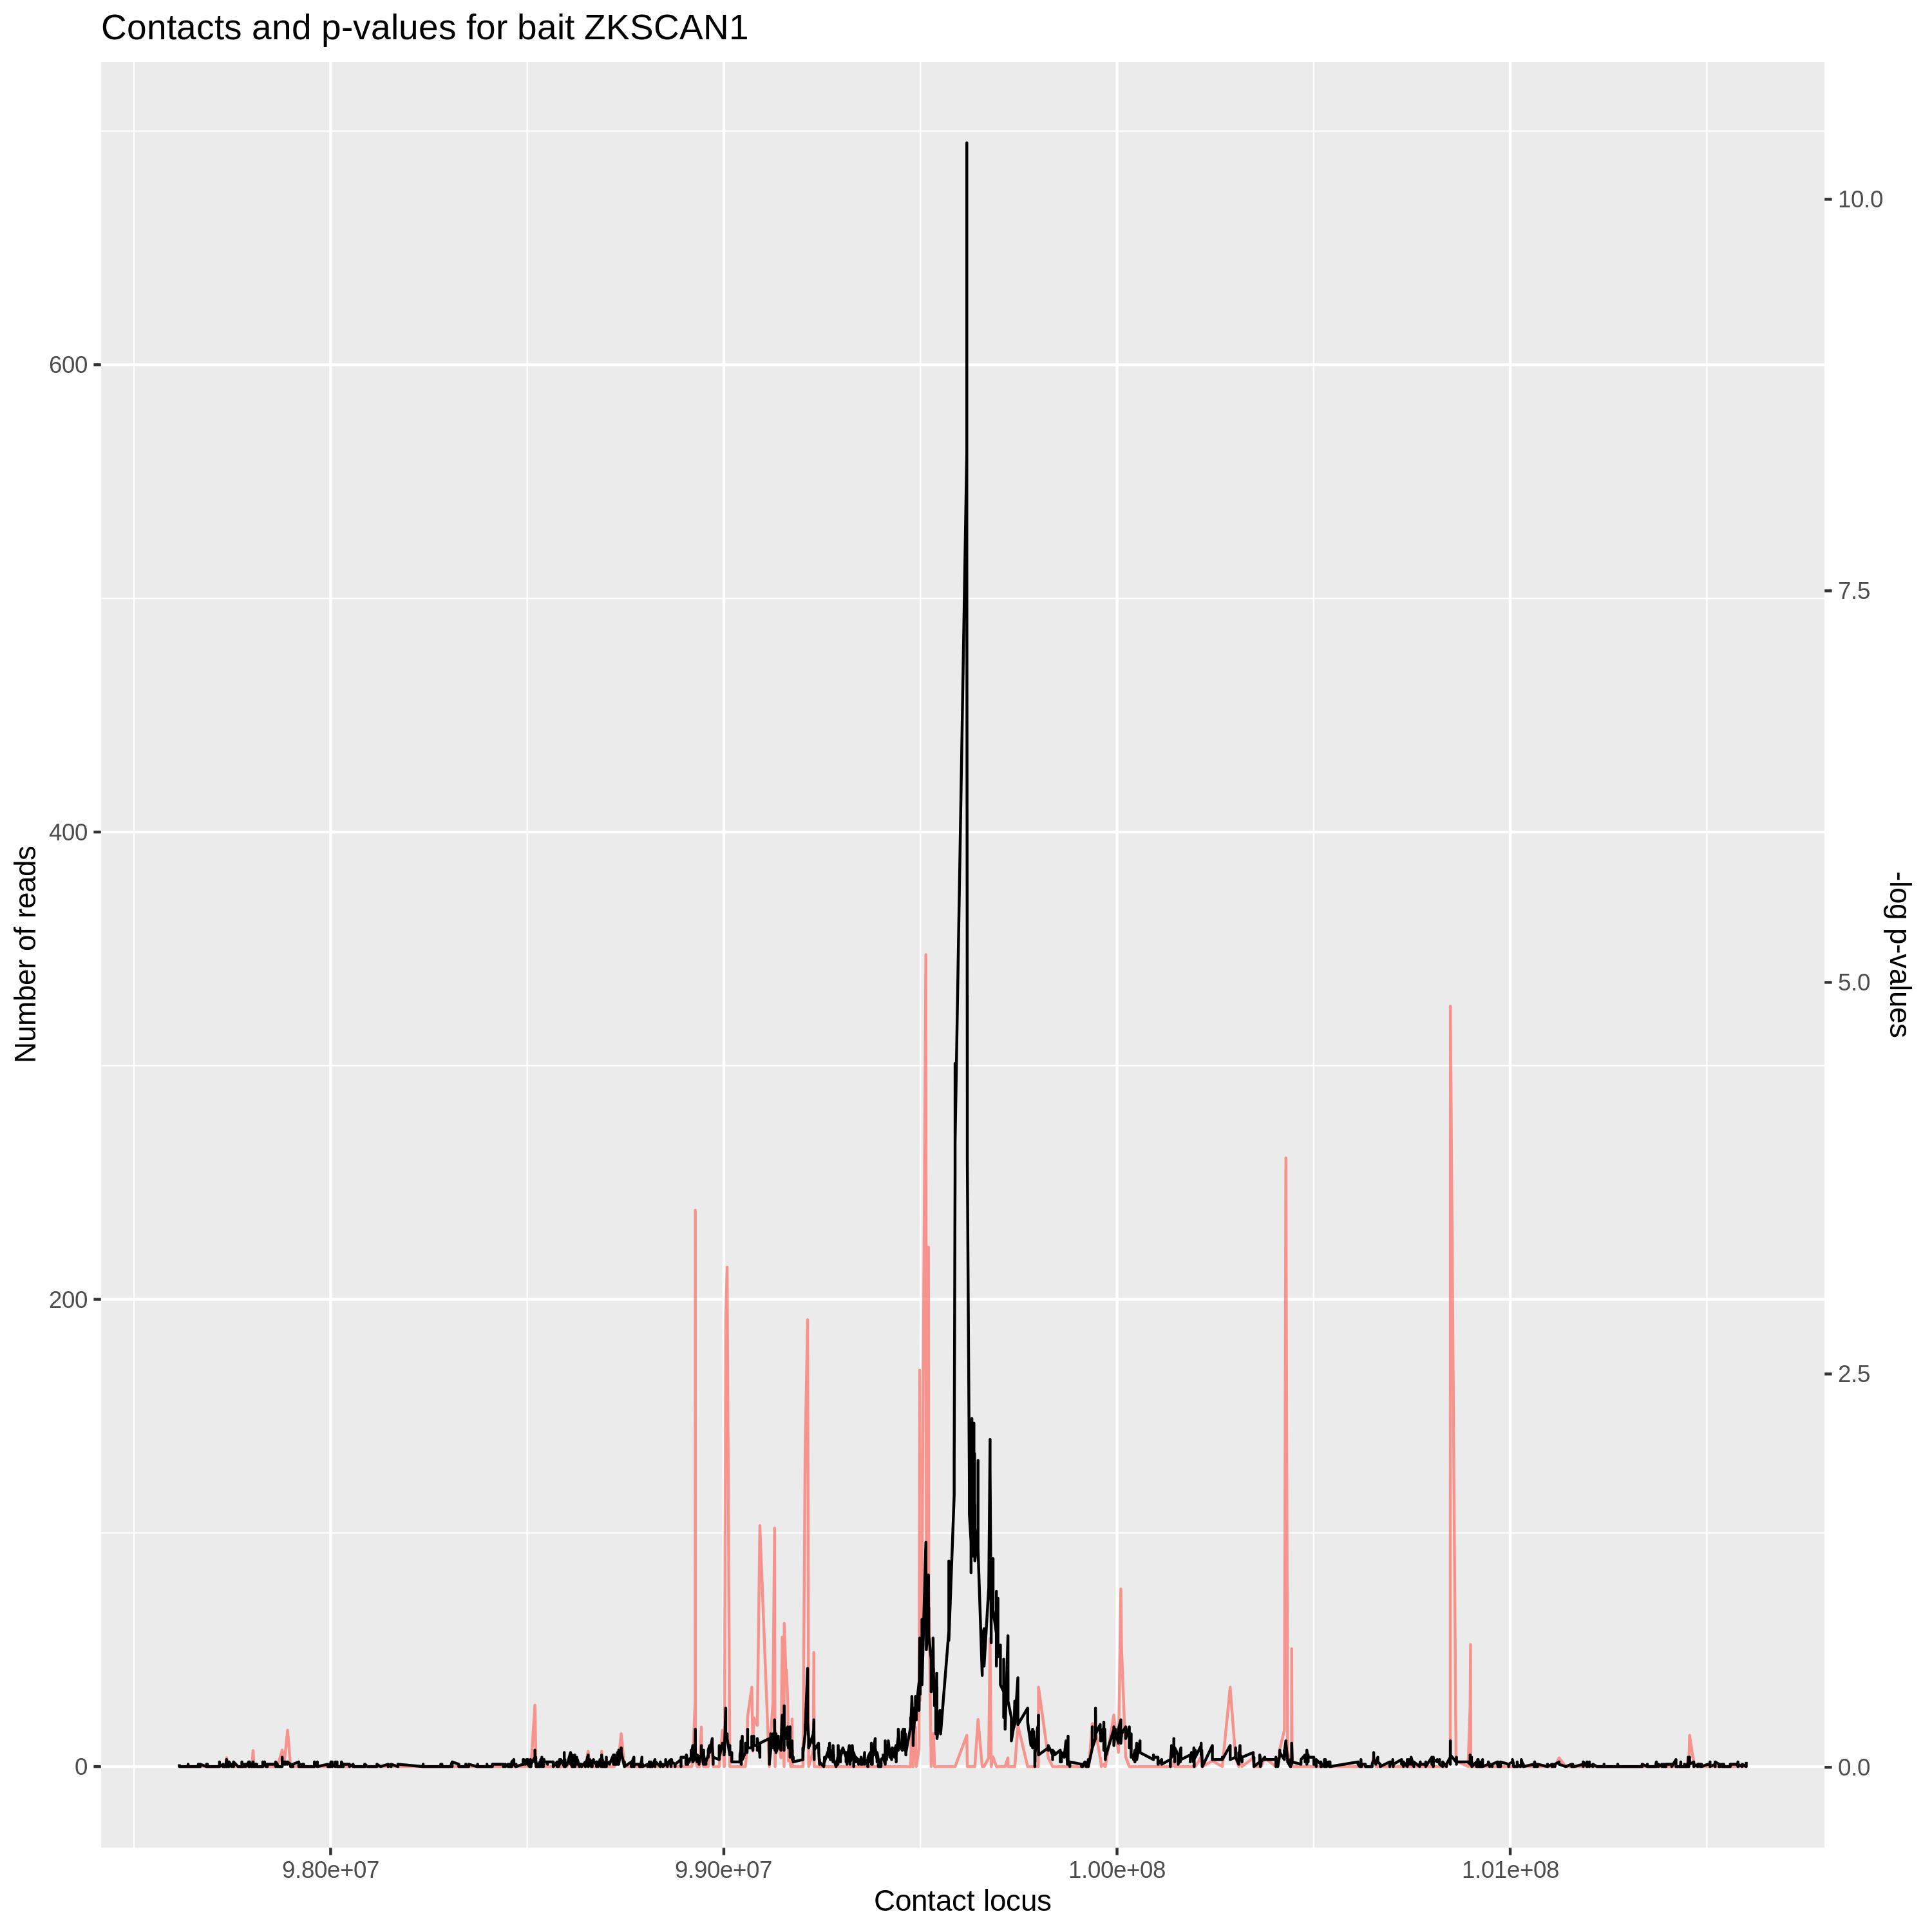 Contacts and p-values for bait ZKSCAN1
10.0
600
7.5
400
5.0
Number of reads
-log p-values
200
2.5
0
0.0
9.80e+07
9.90e+07
1.00e+08
1.01e+08
Contact locus